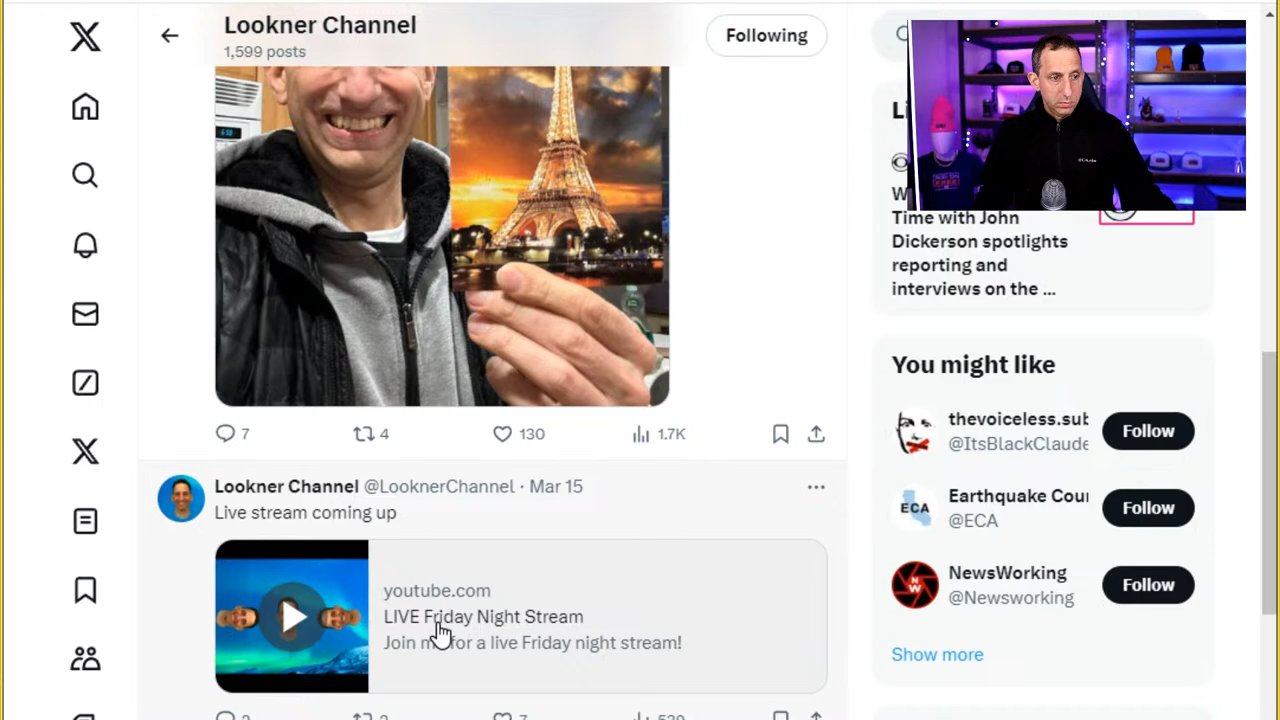 Lookner Channel
1,599 posts
Following
7
4
130
1.7K
Lookner Channel @LooknerChannel · Mar 15
Live stream coming up
youtube.com
LIVE Friday Night Stream
Join me for a live Friday night stream!
Time with John
Dickerson spotlights
reporting and
interviews on the ...
You might like
thevoiceless.sub
@ItsBlackClaude
Follow
Earthquake Cou
ECA
@ECA
Follow
NewsWorking
@Newsworking
Follow
Show more